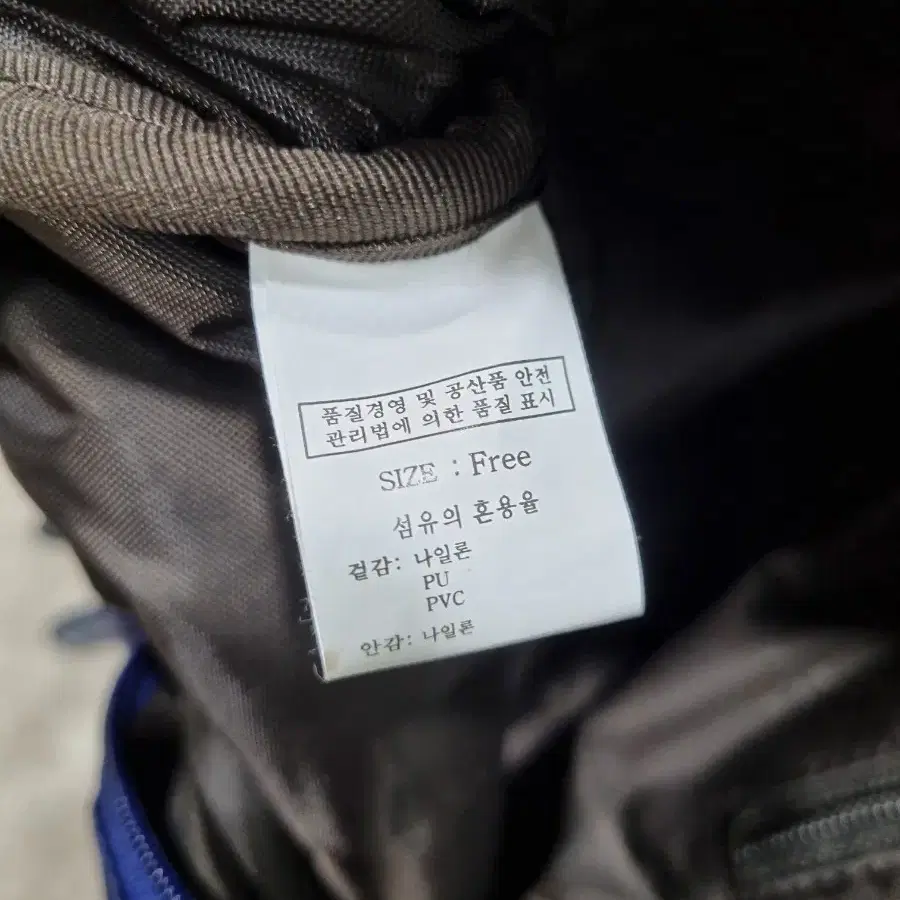 품질경영 및 공산품 안전
관리법에 의한 품질 표시
SIZE : Free
섬유의 혼용율
겉감: 나일론
PU
PVC
안감: 나일론